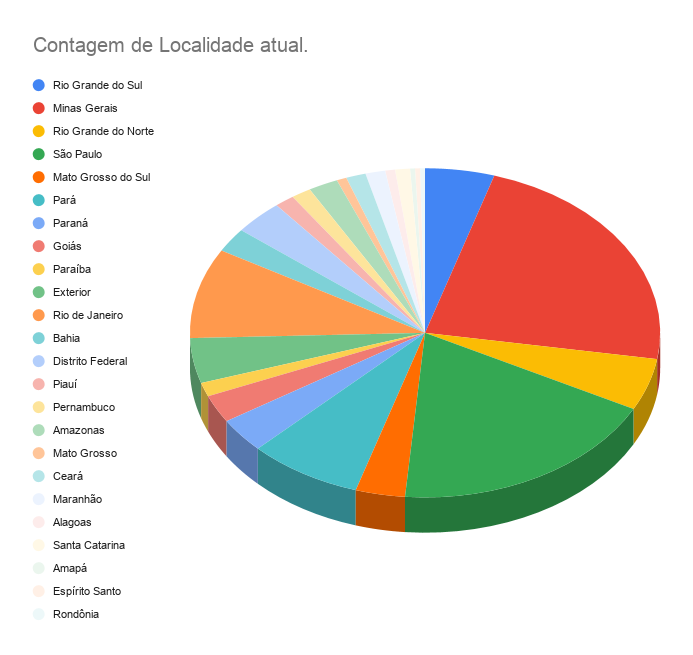 Contagem de Localidade atual.
Rio Grande do Sul
Minas Gerais
Rio Grande do Norte
São Paulo
Mato Grosso do Sul
Pará
Paraná
Goiás
Paraíba
Exterior
Rio de Janeiro
Bahia
Distrito Federal
Piauí
Pernambuco
Amazonas
Mato Grosso
Ceará
Maranhão
Alagoas
Santa Catarina
Amapá
Espírito Santo
Rondônia